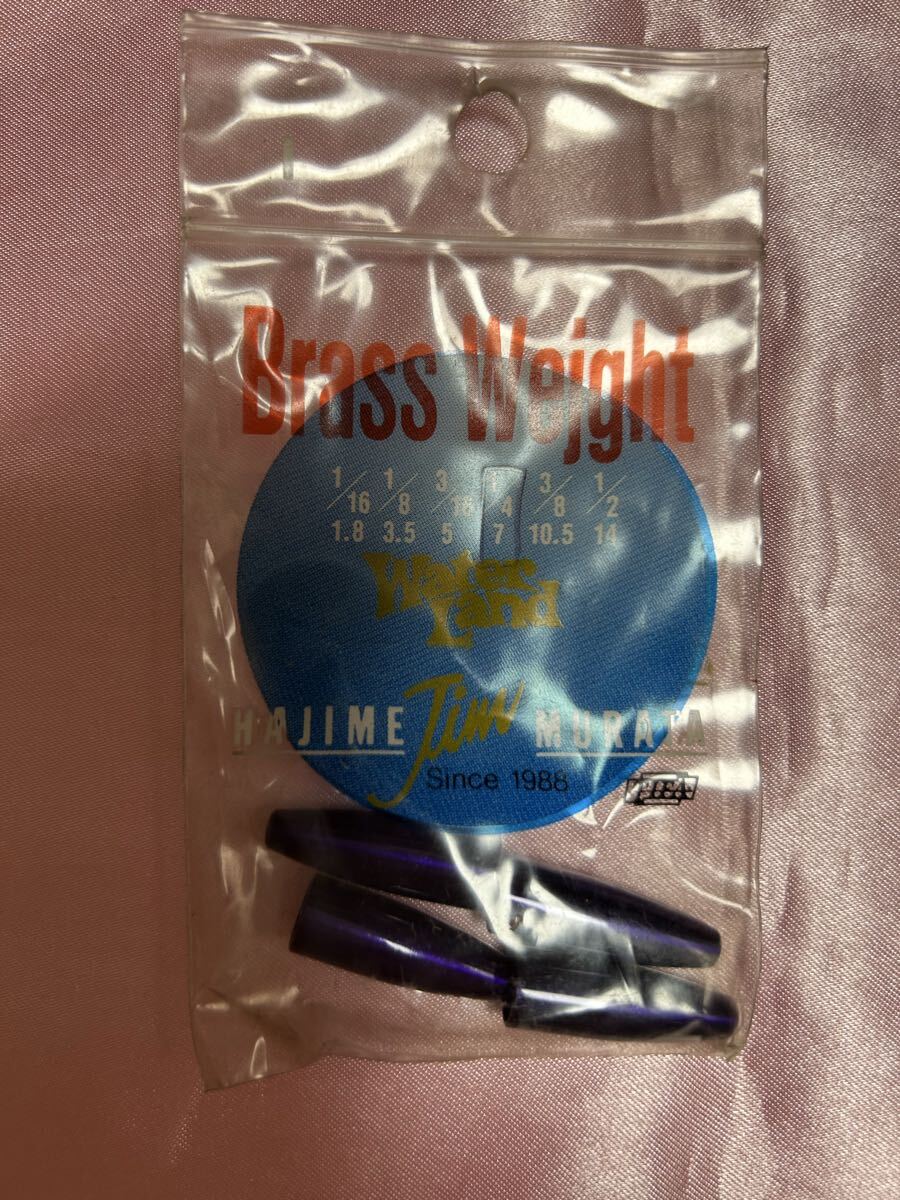 Brass Weight
1/16 1/8 3/16 1/4 3/8 1/2
1.8 3.5 5 7 10.5 14
Water
Land
HAJIME Jim MURATA
Since 1988